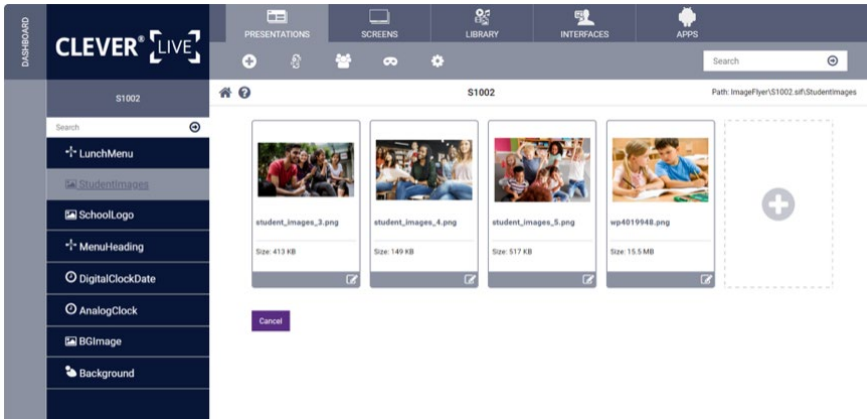 DASHBOARD
CLEVER® [LIVE]
PRESENTATIONS
SCREENS
LIBRARY
INTERFACES
APPS
Search
S1002
S1002
Path: ImageFlyer\S1002.sif\StudentImages
Search
LunchMenu
StudentImages
SchoolLogo
MenuHeading
DigitalClockDate
AnalogClock
BGImage
Background
student_images_3.png
Size: 413 KB
student_images_4.png
Size: 149 KB
student_images_5.png
Size: 517 KB
wp4019948.png
Size: 15.5 MB
Cancel